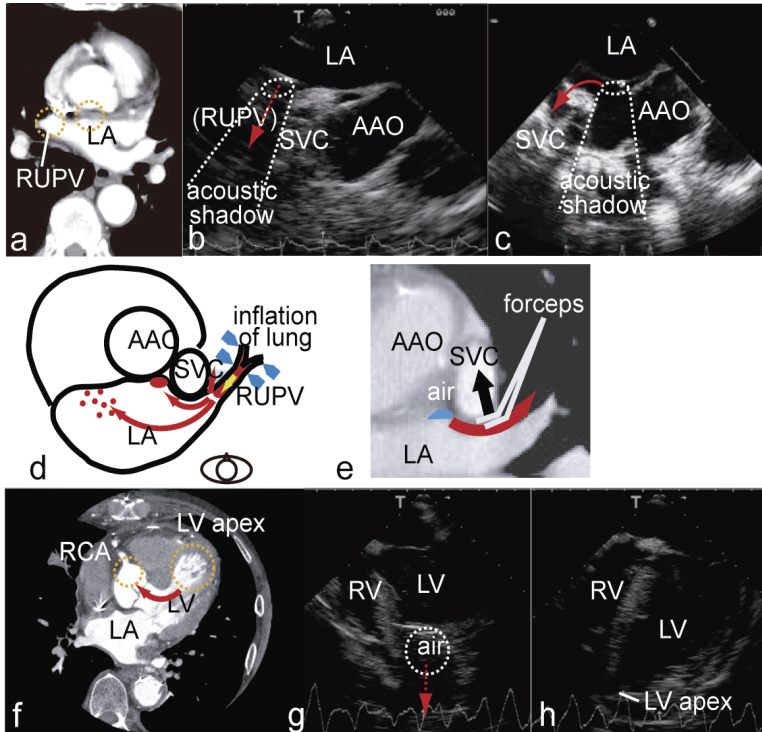 LA
RUPV
a
T
LA
(RUPV)
SVC
AAO
acoustic
shadow
b
T
LA
SVC
AAO
acoustic
shadow
c
AAO
SVC
inflation
of lung
RUPV
LA
d
forceps
AAO
SVC
air
LA
e
LV apex
RCA
LV
LA
f
T
RV
LV
air
g
T
RV
LV
LV apex
h